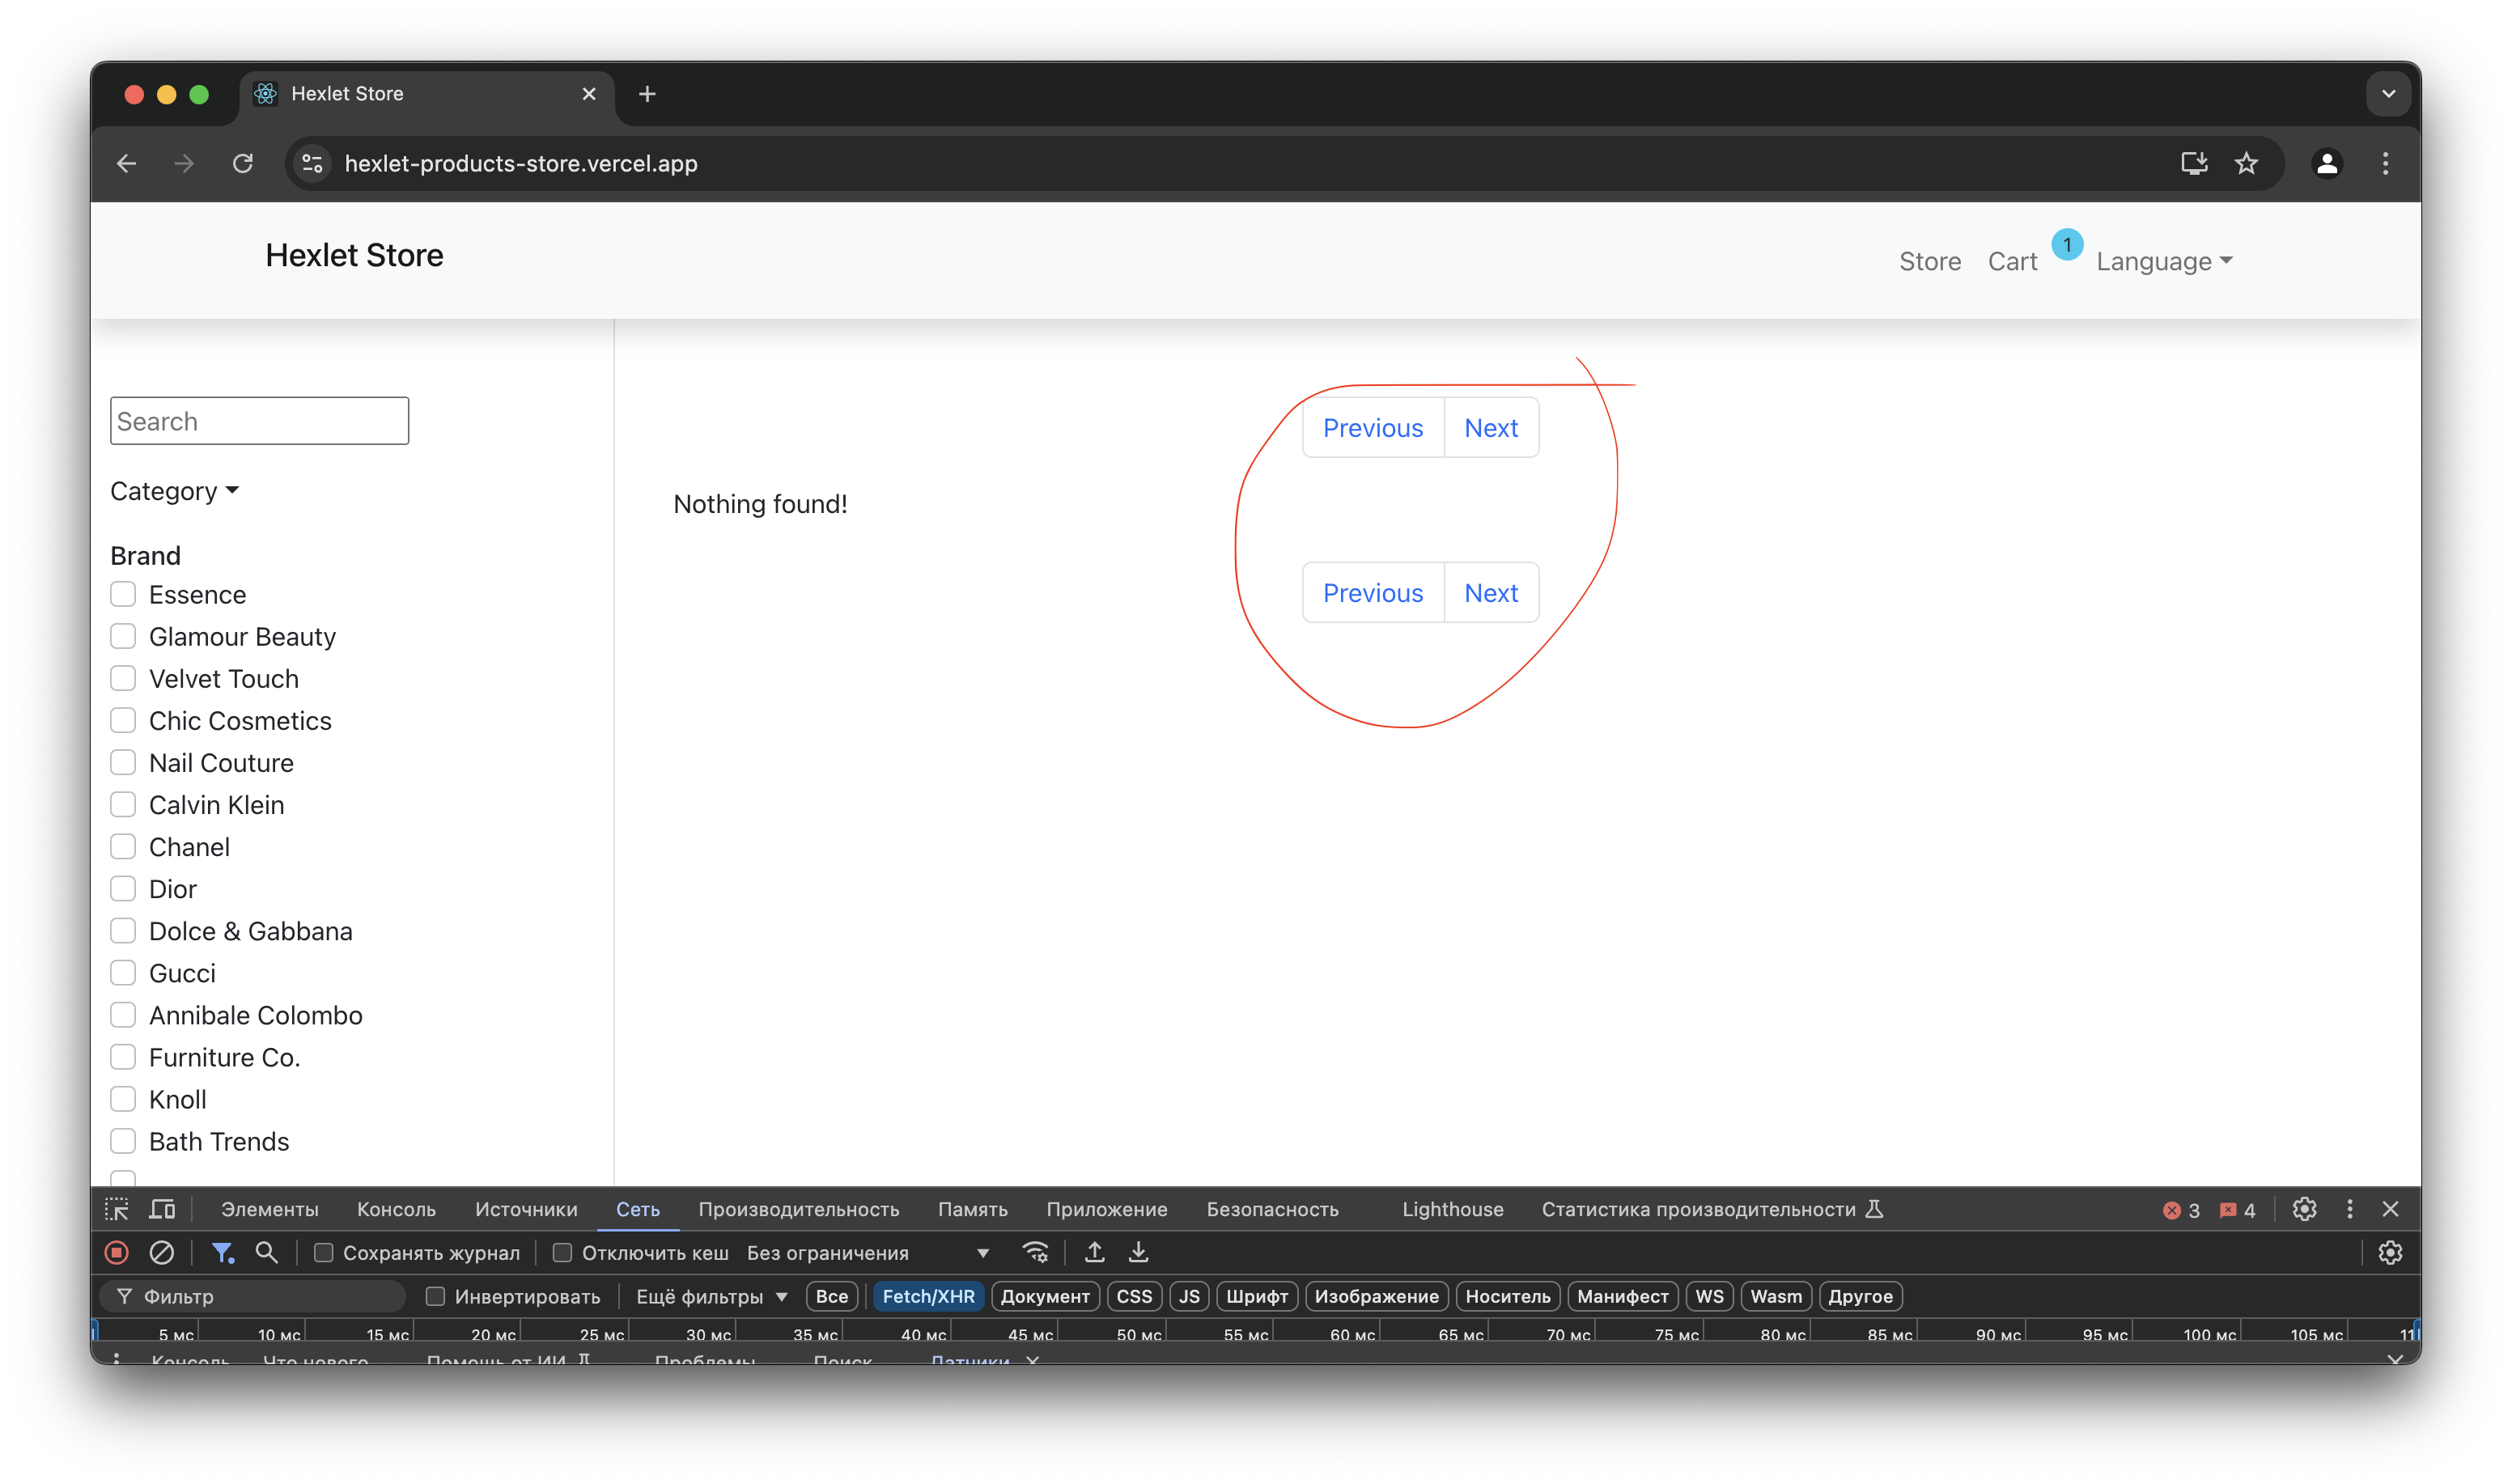 Hexlet Store
hexlet-products-store.vercel.app
Hexlet Store
Store Cart 1 Language
Search
Previous Next
Category
Nothing found!
Brand
Essence
Previous Next
Glamour Beauty
Velvet Touch
Chic Cosmetics
Nail Couture
Calvin Klein
Chanel
Dior
Dolce & Gabbana
Gucci
Annibale Colombo
Furniture Co.
Knoll
Bath Trends
Элементы Консоль Источники Сеть Производительность Память Приложение Безопасность Lighthouse Статистика производительности 3 4
Сохранять журнал Отключить кеш Без ограничения
Фильтр Инвертировать Ещё фильтры Все Fetch/XHR Документ CSS JS Шрифт Изображение Носитель Манифест WS Wasm Другое
5 мс 10 мс 15 мс 20 мс 25 мс 30 мс 35 мс 40 мс 45 мс 50 мс 55 мс 60 мс 65 мс 70 мс 75 мс 80 мс 85 мс 90 мс 95 мс 100 мс 105 мс
Консоль Что нового Помощь от ИИ Проблемы Поиск Датчики